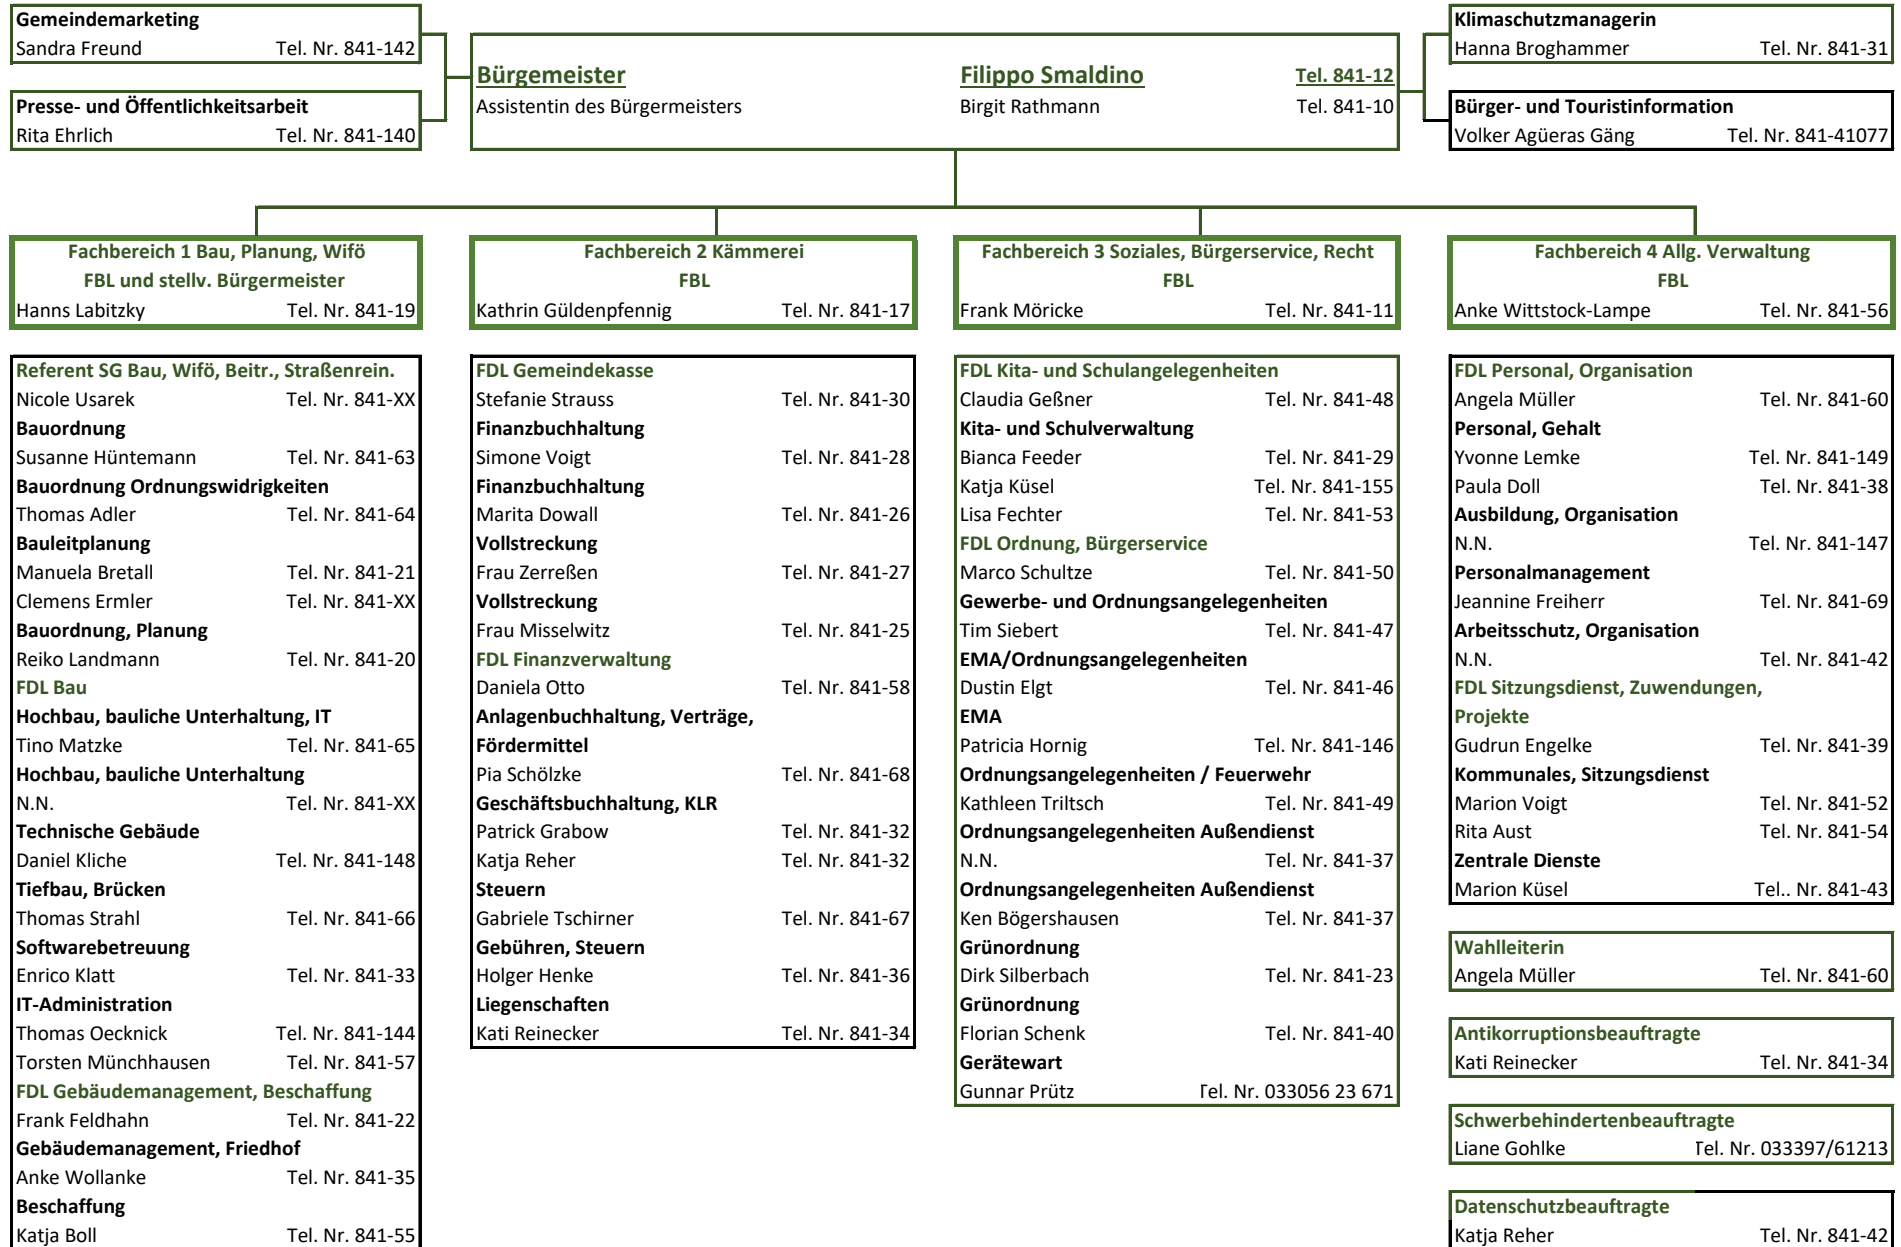 Gemeindemarketing
Sandra Freund Tel. Nr. 841-142
Presse- und Öffentlichkeitsarbeit
Rita Ehrlich Tel. Nr. 841-140
Bürgemeister Filippo Smaldino Tel. 841-12
Assistentin des Bürgermeisters Birgit Rathmann Tel. 841-10
Klimaschutzmanagerin
Hanna Broghammer Tel. Nr. 841-31
Bürger- und Touristinformation
Volker Agüeras Gäng Tel. Nr. 841-41077
Fachbereich 1 Bau, Planung, Wifö
FBL und stellv. Bürgermeister
Hanns Labitzky Tel. Nr. 841-19
Referent SG Bau, Wifö, Beitr., Straßenrein.
Nicole Usarek Tel. Nr. 841-XX
Bauordnung
Susanne Hüntemann Tel. Nr. 841-63
Bauordnung Ordnungswidrigkeiten
Thomas Adler Tel. Nr. 841-64
Bauleitplanung
Manuela Bretall Tel. Nr. 841-21
Clemens Ermler Tel. Nr. 841-XX
Bauordnung, Planung
Reiko Landmann Tel. Nr. 841-20
FDL Bau
Hochbau, bauliche Unterhaltung, IT
Tino Matzke Tel. Nr. 841-65
Hochbau, bauliche Unterhaltung
N.N. Tel. Nr. 841-XX
Technische Gebäude
Daniel Kliche Tel. Nr. 841-148
Tiefbau, Brücken
Thomas Strahl Tel. Nr. 841-66
Softwarebetreuung
Enrico Klatt Tel. Nr. 841-33
IT-Administration
Thomas Oecknick Tel. Nr. 841-144
Torsten Münchhausen Tel. Nr. 841-57
FDL Gebäudemanagement, Beschaffung
Frank Feldhahn Tel. Nr. 841-22
Gebäudemanagement, Friedhof
Anke Wollanke Tel. Nr. 841-35
Beschaffung
Katja Boll Tel. Nr. 841-55
Fachbereich 2 Kämmerei
FBL
Kathrin Güldenpfennig Tel. Nr. 841-17
FDL Gemeindekasse
Stefanie Strauss Tel. Nr. 841-30
Finanzbuchhaltung
Simone Voigt Tel. Nr. 841-28
Finanzbuchhaltung
Marita Dowall Tel. Nr. 841-26
Vollstreckung
Frau Zerreßen Tel. Nr. 841-27
Vollstreckung
Frau Misselwitz Tel. Nr. 841-25
FDL Finanzverwaltung
Daniela Otto Tel. Nr. 841-58
Anlagenbuchhaltung, Verträge,
Fördermittel
Pia Schölzke Tel. Nr. 841-68
Geschäftsbuchhaltung, KLR
Patrick Grabow Tel. Nr. 841-32
Katja Reher Tel. Nr. 841-32
Steuern
Gabriele Tschirner Tel. Nr. 841-67
Gebühren, Steuern
Holger Henke Tel. Nr. 841-36
Liegenschaften
Kati Reinecker Tel. Nr. 841-34
Fachbereich 3 Soziales, Bürgerservice, Recht
FBL
Frank Möricke Tel. Nr. 841-11
FDL Kita- und Schulangelegenheiten
Claudia Geßner Tel. Nr. 841-48
Kita- und Schulverwaltung
Bianca Feeder Tel. Nr. 841-29
Katja Küsel Tel. Nr. 841-155
Lisa Fechter Tel. Nr. 841-53
FDL Ordnung, Bürgerservice
Marco Schultze Tel. Nr. 841-50
Gewerbe- und Ordnungsangelegenheiten
Tim Siebert Tel. Nr. 841-47
EMA/Ordnungsangelegenheiten
Dustin Elgt Tel. Nr. 841-46
EMA
Patricia Hornig Tel. Nr. 841-146
Ordnungsangelegenheiten / Feuerwehr
Kathleen Triltsch Tel. Nr. 841-49
Ordnungsangelegenheiten Außendienst
N.N. Tel. Nr. 841-37
Ordnungsangelegenheiten Außendienst
Ken Bögershausen Tel. Nr. 841-37
Grünordnung
Dirk Silberbach Tel. Nr. 841-23
Grünordnung
Florian Schenk Tel. Nr. 841-40
Gerätewart
Gunnar Prütz Tel. Nr. 033056 23 671
Fachbereich 4 Allg. Verwaltung
FBL
Anke Wittstock-Lampe Tel. Nr. 841-56
FDL Personal, Organisation
Angela Müller Tel. Nr. 841-60
Personal, Gehalt
Yvonne Lemke Tel. Nr. 841-149
Paula Doll Tel. Nr. 841-38
Ausbildung, Organisation
N.N. Tel. Nr. 841-147
Personalmanagement
Jeannine Freiherr Tel. Nr. 841-69
Arbeitsschutz, Organisation
N.N. Tel. Nr. 841-42
FDL Sitzungsdienst, Zuwendungen,
Projekte
Gudrun Engelke Tel. Nr. 841-39
Kommunales, Sitzungsdienst
Marion Voigt Tel. Nr. 841-52
Rita Aust Tel. Nr. 841-54
Zentrale Dienste
Marion Küsel Tel.. Nr. 841-43
Wahlleiterin
Angela Müller Tel. Nr. 841-60
Antikorruptionsbeauftragte
Kati Reinecker Tel. Nr. 841-34
Schwerbehindertenbeauftragte
Liane Gohlke Tel. Nr. 033397/61213
Datenschutzbeauftragte
Katja Reher Tel. Nr. 841-42